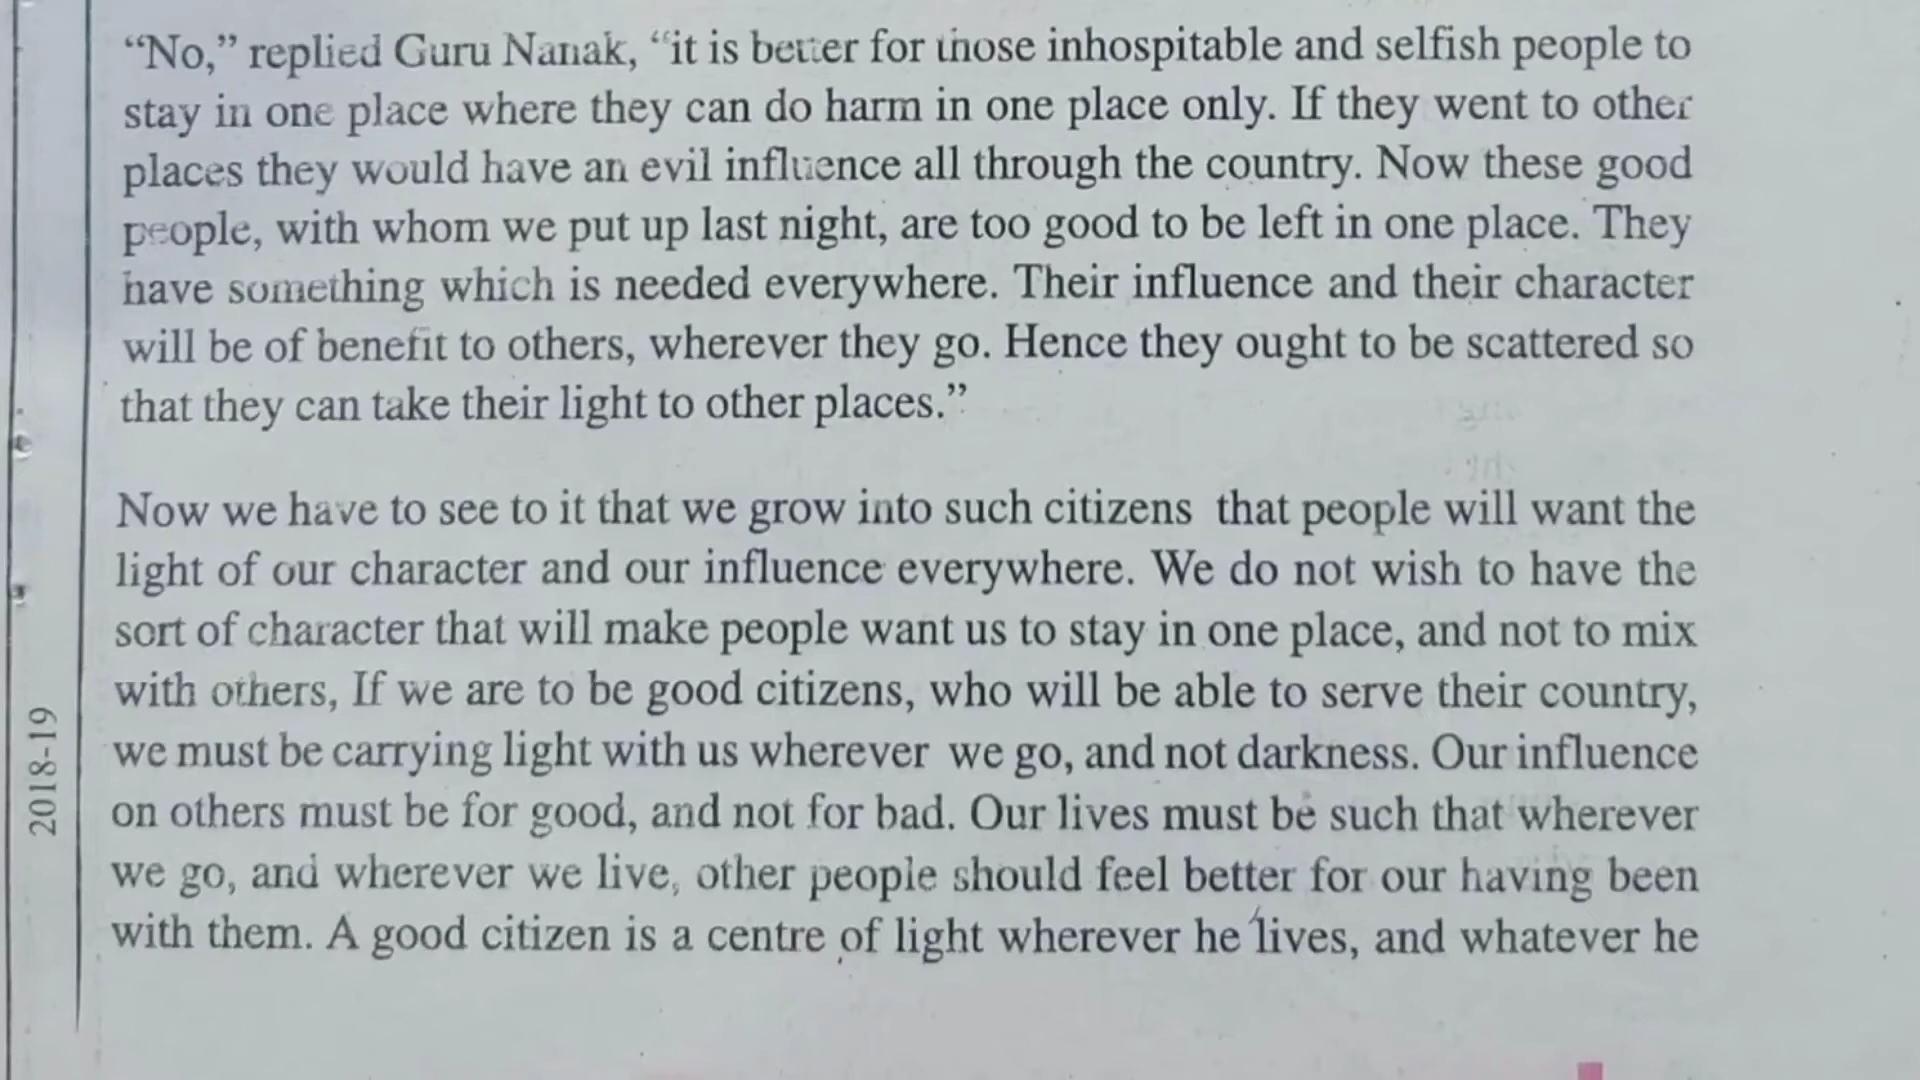 “No,” replied Guru Nanak, “it is better for those inhospitable and selfish people to
stay in one place where they can do harm in one place only. If they went to other
places they would have an evil influence all through the country. Now these good
people, with whom we put up last night, are too good to be left in one place. They
have something which is needed everywhere. Their influence and their character
will be of benefit to others, wherever they go. Hence they ought to be scattered so
that they can take their light to other places.”
Now we have to see to it that we grow into such citizens that people will want the
light of our character and our influence everywhere. We do not wish to have the
sort of character that will make people want us to stay in one place, and not to mix
with others, If we are to be good citizens, who will be able to serve their country,
we must be carrying light with us wherever we go, and not darkness. Our influence
on others must be for good, and not for bad. Our lives must be such that wherever
we go, and wherever we live, other people should feel better for our having been
with them. A good citizen is a centre of light wherever he lives, and whatever he
2018-19